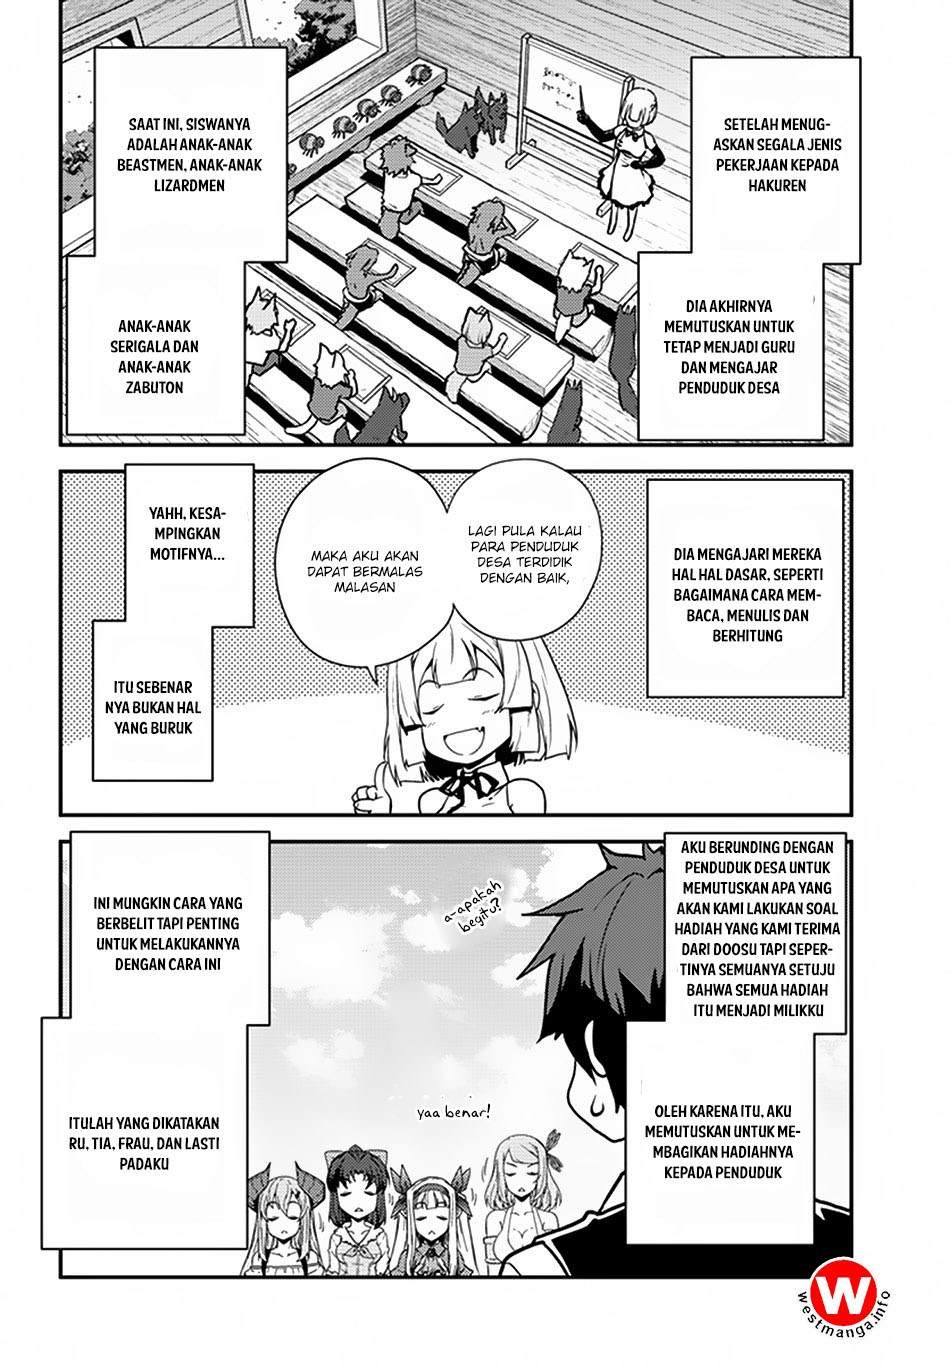 SETELAH MENUG-
ASKAN SEGALA JENIS
PEKERJAAN KEPADA
HAKUREN
DIA AKHIRNYA
MEMUTUSKAN UNTUK
TETAP MENJADI GURU
DAN MENGAJAR
PENDUDUK DESA
SAAT INI, SISWANYA
ADALAH ANAK-ANAK
BEASTMEN, ANAK-ANAK
LIZARDMEN
ANAK-ANAK
SERIGALA DAN
ANAK-ANAK
ZABUTON
DIA MENGAJARI MEREKA
HAL HAL DASAR, SEPERTI
BAGAIMANA CARA MEM-
BACA, MENULIS DAN
BERHITUNG
LAGI PULA KALAU
PARA PENDUDUK
DESA TERDIDIK
DENGAN BAIK,
MAKA AKU AKAN
DAPAT BERMALAS
MALASAN
YAHH, KESA-
MPINGKAN
MOTIFNYA...
ITU SEBENAR
NYA BUKAN HAL
YANG BURUK
AKU BERUNDING DENGAN
PENDUDUK DESA UNTUK
MEMUTUSKAN APA YANG
AKAN KAMI LAKUKAN SOAL
HADIAH YANG KAMI TERIMA
DARI DOOSU TAPI SEPER-
TINYA SEMUANYA SETUJU
BAHWA SEMUA HADIAH
ITU MENJADI MILIKKU
OLEH KARENA ITU, AKU
MEMUTUSKAN UNTUK ME-
MBAGIKAN HADIAHNYA
KEPADA PENDUDUK
a-apakah
begitu?
yaa benar!
INI MUNGKIN CARA YANG
BERBELIT TAPI PENTING
UNTUK MELAKUKANNYA
DENGAN CARA INI
ITULAH YANG DIKATAKAN
RU, TIA, FRAU, DAN LASTI
PADAKU
W
westmanga.info